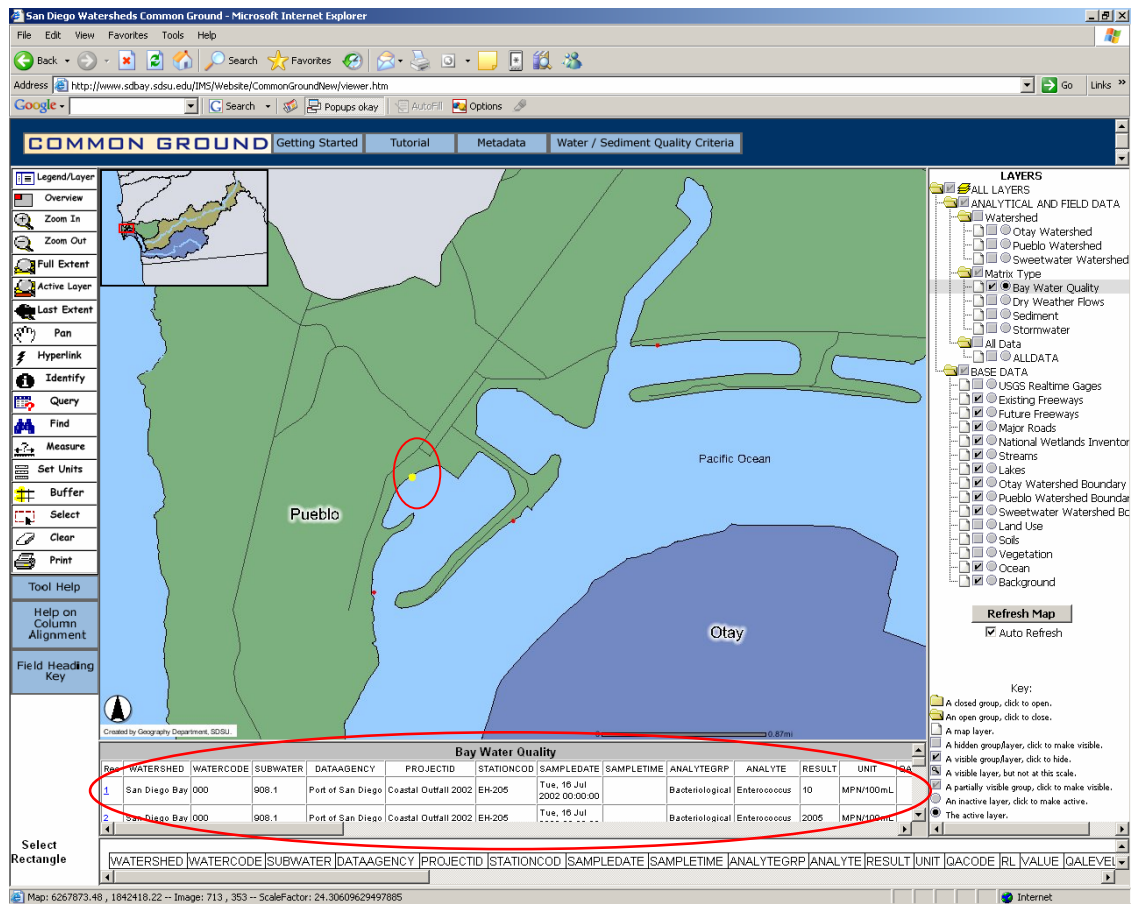 San Diego Watersheds Common Ground - Microsoft Internet Explorer
File Edit View Favorites Tools Help
Back Search Favorites
Address http://www.sdbay.sdsu.edu/IMS/Website/CommonGroundNew/viewer.htm Go Links »
Google - Search Popups okay AutoFill Options
COMMON GROUND Getting Started Tutorial Metadata Water / Sediment Quality Criteria
Legend/Layer
Overview
Zoom In
Zoom Out
Full Extent
Active Layer
Last Extent
Pan
Hyperlink
Identify
Query
Find
Measure
Set Units
Buffer
Select
Clear
Print
Tool Help
Help on
Column
Alignment
Field Heading
Key
Pacific Ocean
Pueblo
Otay
Created by Geography Department, SDSU.
0 0.87mi
LAYERS
ALL LAYERS
ANALYTICAL AND FIELD DATA
Watershed
Otay Watershed
Pueblo Watershed
Sweetwater Watershed
Matrix Type
Bay Water Quality
Dry Weather Flows
Sediment
Stormwater
All Data
ALLDATA
BASE DATA
USGS Realtime Gages
Existing Freeways
Future Freeways
Major Roads
National Wetlands Inventor
Streams
Lakes
Otay Watershed Boundary
Pueblo Watershed Boundar
Sweetwater Watershed Bo
Land Use
Soils
Vegetation
Ocean
Background
Refresh Map
Auto Refresh
Key:
A closed group, click to open.
An open group, click to close.
A map layer.
A hidden group/layer, click to make visible.
A visible group/layer, click to hide.
A visible layer, but not at this scale.
A partially visible group, click to make visible.
An inactive layer, click to make active.
The active layer.
Bay Water Quality
Rec WATERSHED WATERCODE SUBWATER DATAAGENCY PROJECTID STATIONCOD SAMPLEDATE SAMPLETIME ANALYTEGRP ANALYTE RESULT UNIT QA
1 San Diego Bay 000 908.1 Port of San Diego Coastal Outfall 2002 EH-205 Tue, 16 Jul 2002 00:00:00 Bacteriological Enterococcus 10 MPN/100mL
2 San Diego Bay 000 908.1 Port of San Diego Coastal Outfall 2002 EH-205 Tue, 16 Jul Bacteriological Enterococcus 2005 MPN/100mL
Select
Rectangle
WATERSHED WATERCODE SUBWATER DATAAGENCY PROJECTID STATIONCOD SAMPLEDATE SAMPLETIME ANALYTEGRP ANALYTE RESULT UNIT QACODE RL VALUE QALEVEL
Map: 6267873.48 , 1842418.22 -- Image: 713 , 353 -- ScaleFactor: 24.30609629497885 Internet